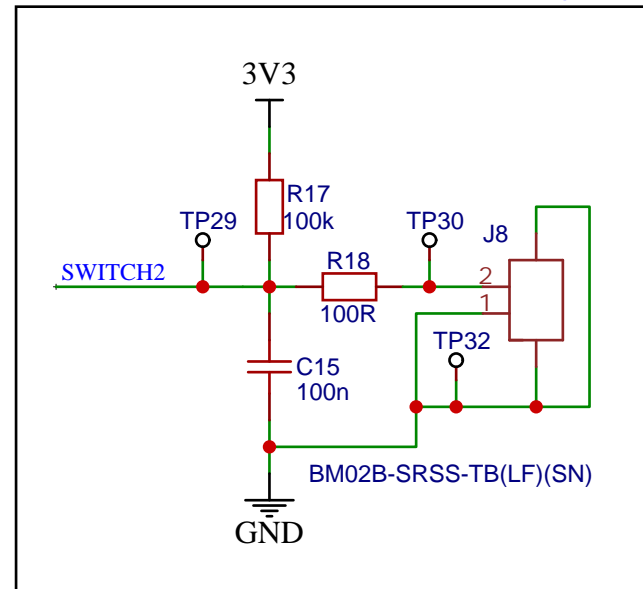 3V3
R17
100k
TP29
TP30
J8
SWITCH2
R18
2
1
100R
TP32
C15
100n
BM02B-SRSS-TB(LF)(SN)
GND